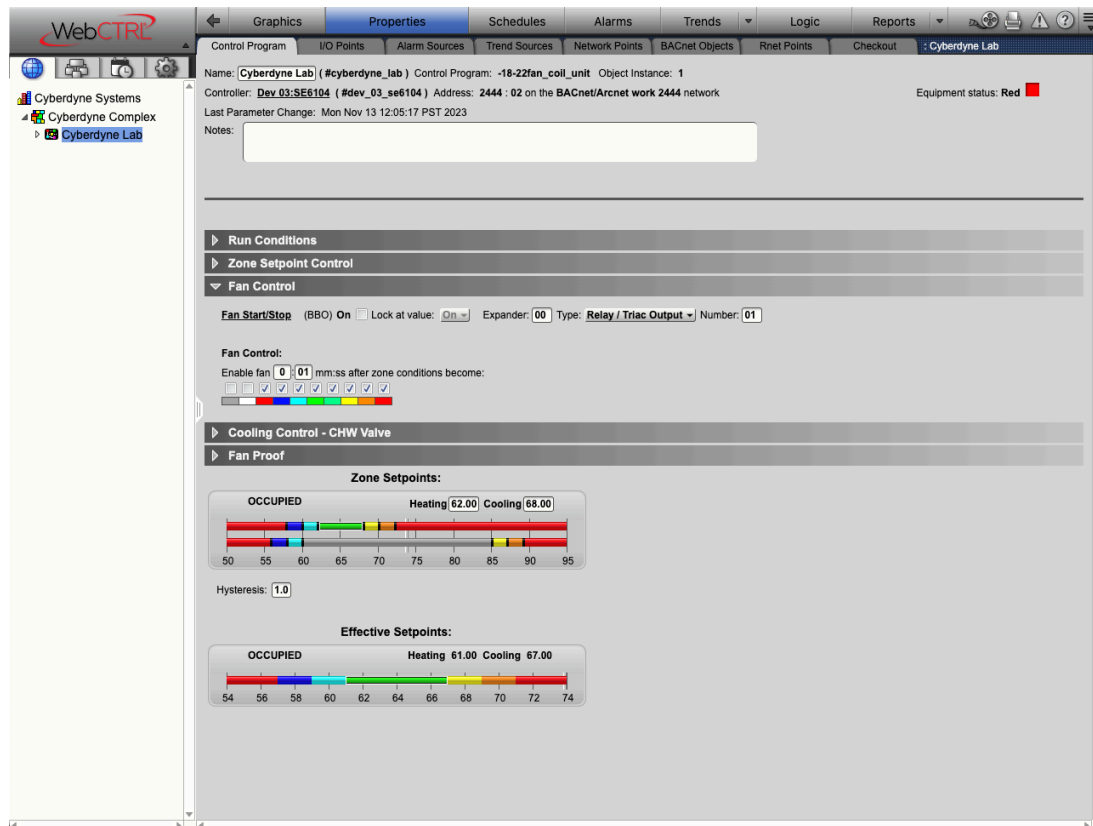 WebCTRL®
Graphics Properties Schedules Alarms Trends Logic Reports
Control Program I/O Points Alarm Sources Trend Sources Network Points BACnet Objects Rnet Points Checkout : Cyberdyne Lab
Cyberdyne Systems
Cyberdyne Complex
Cyberdyne Lab
Name: Cyberdyne Lab ( #cyberdyne_lab ) Control Program: -18-22fan_coil_unit Object Instance: 1
Controller: Dev 03:SE6104 ( #dev_03_se6104 ) Address: 2444 : 02 on the BACnet/Arcnet work 2444 network Equipment status: Red
Last Parameter Change: Mon Nov 13 12:05:17 PST 2023
Notes:
Run Conditions
Zone Setpoint Control
Fan Control
Fan Start/Stop (BBO) On Lock at value: On Expander: 00 Type: Relay / Triac Output Number: 01
Fan Control:
Enable fan 0 : 01 mm:ss after zone conditions become:
Cooling Control - CHW Valve
Fan Proof
Zone Setpoints:
OCCUPIED Heating 62.00 Cooling 68.00
50 55 60 65 70 75 80 85 90 95
Hysteresis: 1.0
Effective Setpoints:
OCCUPIED Heating 61.00 Cooling 67.00
54 56 58 60 62 64 66 68 70 72 74